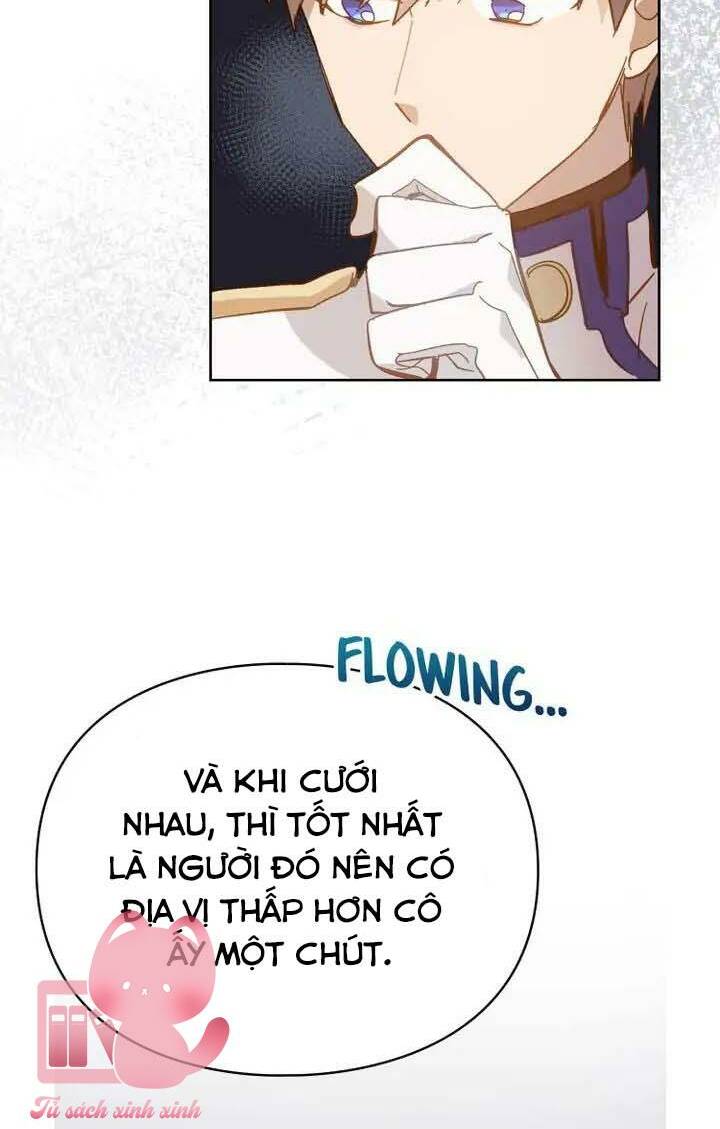 FLOWING...
VÀ KHI CƯỚI
NHAU, THÌ TỐT NHẤT
LÀ NGƯỜI ĐÓ NÊN CÓ
ĐỊA VỊ THẤP HƠN CÔ
ẤY MỘT CHÚT.
Tủ sách xinh xinh